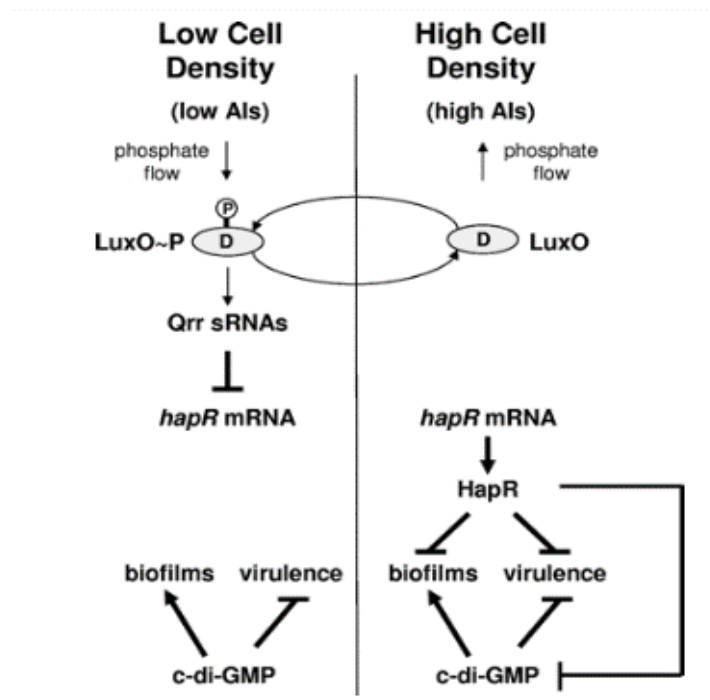 Low Cell
Density
(low AIs)
phosphate
flow
P
LuxO~P
D
Qrr sRNAs
hapR mRNA
biofilms virulence
c-di-GMP
High Cell
Density
(high AIs)
phosphate
flow
D
LuxO
hapR mRNA
HapR
biofilms virulence
c-di-GMP